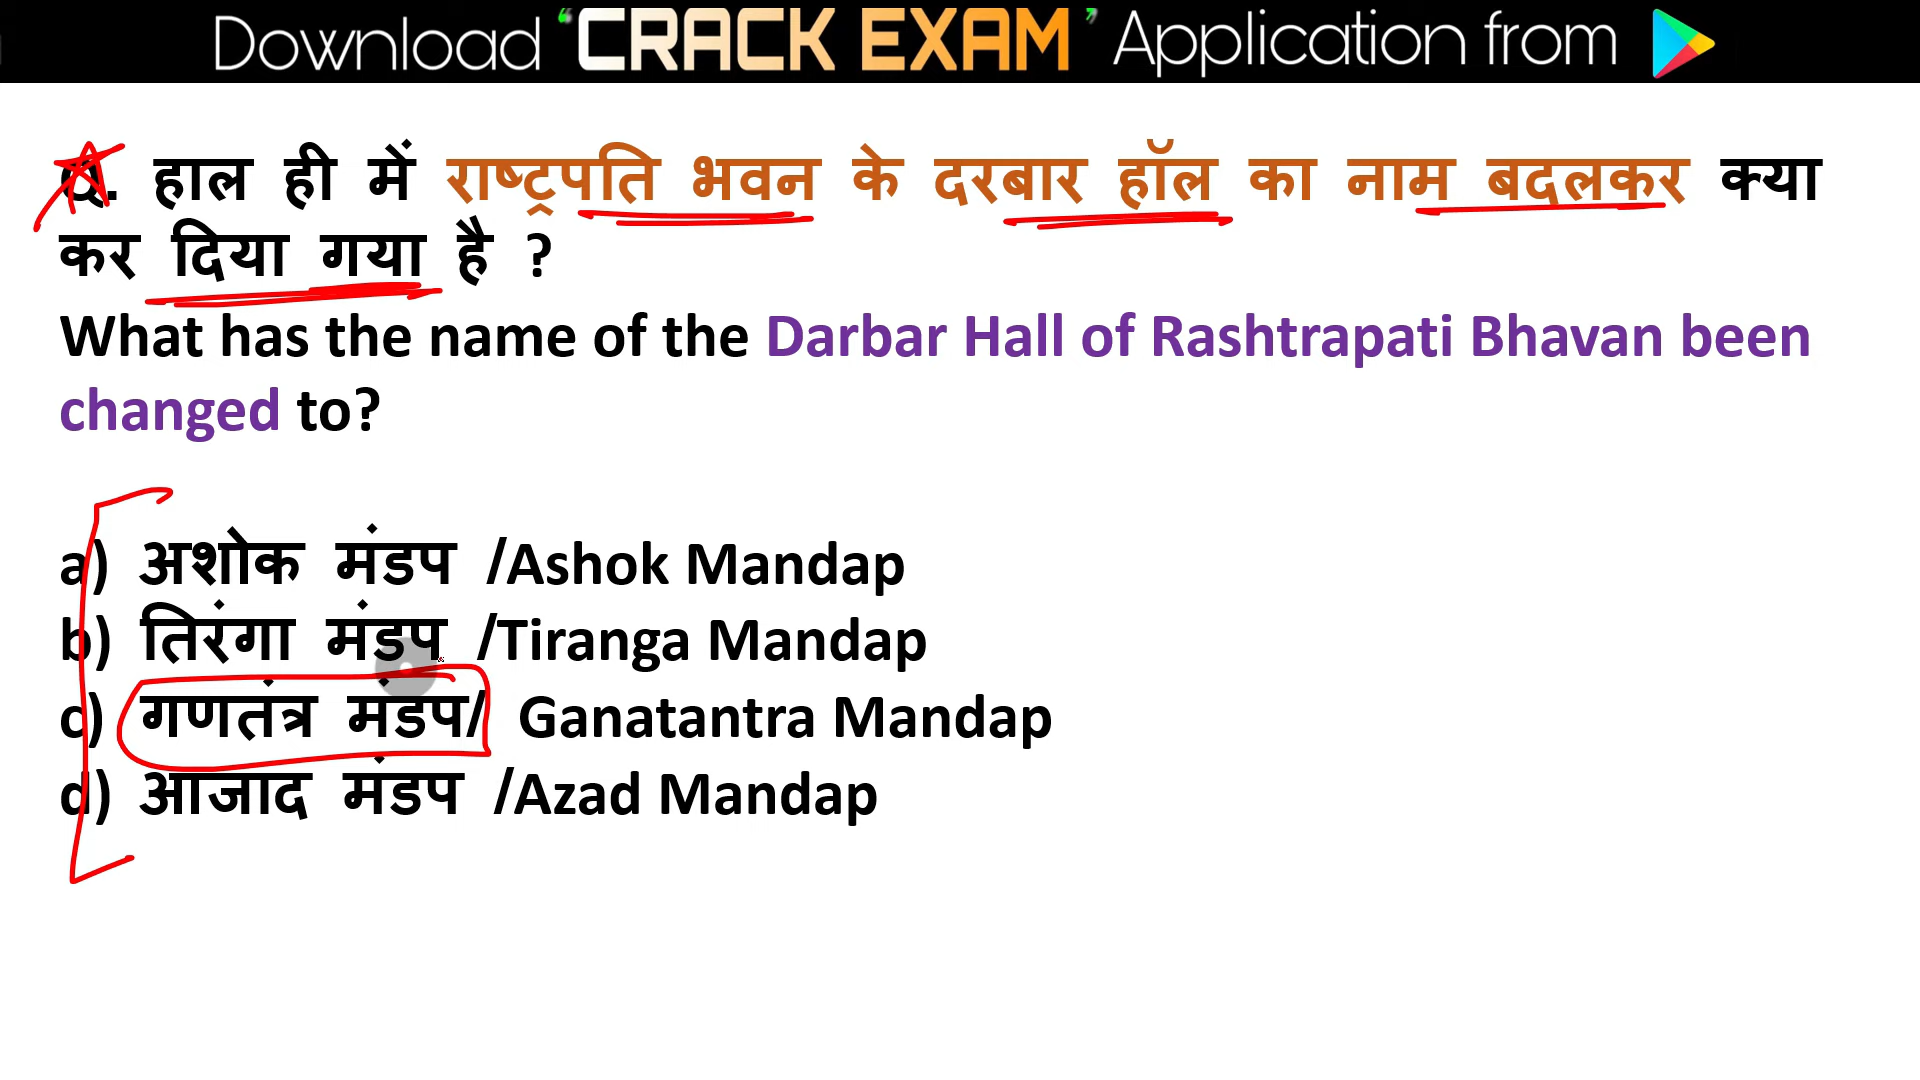 Download ‘CRACK EXAM’ Application from
Q. हाल ही में राष्ट्रपति भवन के दरबार हॉल का नाम बदलकर क्या
कर दिया गया है ?
What has the name of the Darbar Hall of Rashtrapati Bhavan been
changed to?
a) अशोक मंडप /Ashok Mandap
b) तिरंगा मंडप /Tiranga Mandap
c) गणतंत्र मंडप/ Ganatantra Mandap
d) आजाद मंडप /Azad Mandap